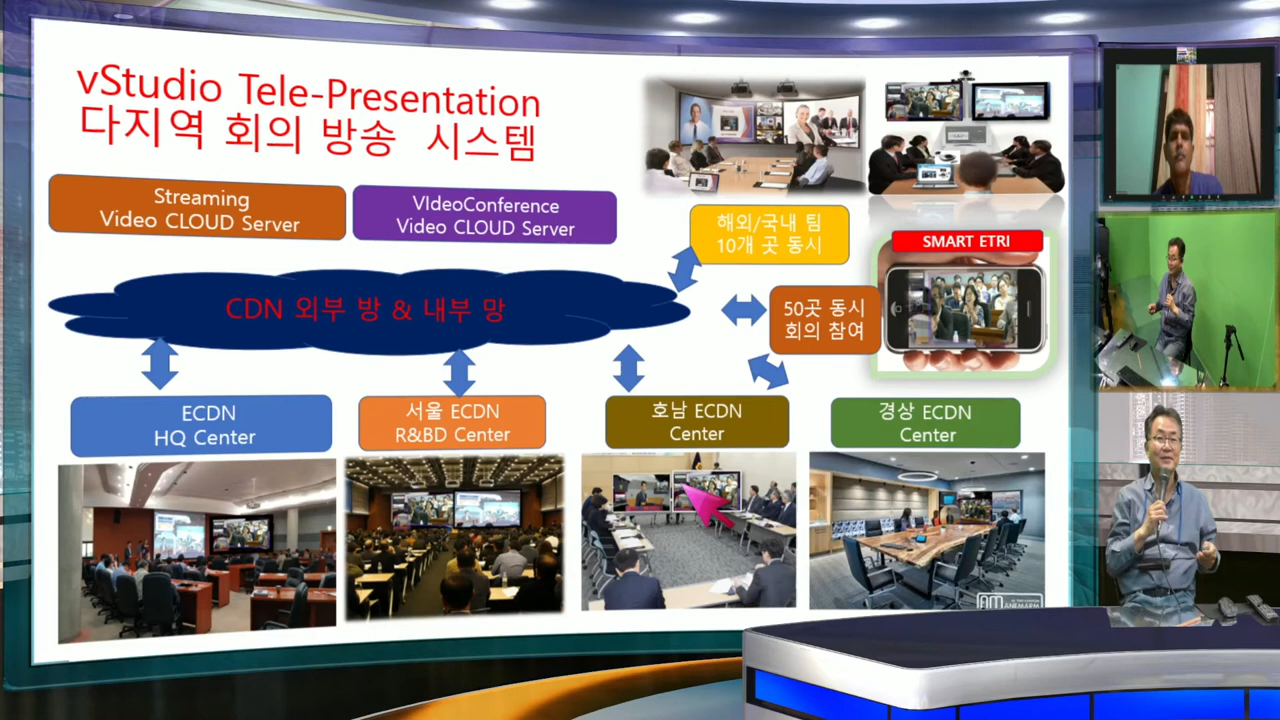 vStudio Tele-Presentation
다지역 회의 방송 시스템
Streaming
Video CLOUD Server
VIdeoConference
Video CLOUD Server
해외/국내 팀
10개 곳 동시
SMART ETRI
CDN 외부 방 & 내부 망
50곳 동시
회의 참여
ECDN
HQ Center
서울 ECDN
R&BD Center
호남 ECDN
Center
경상 ECDN
Center